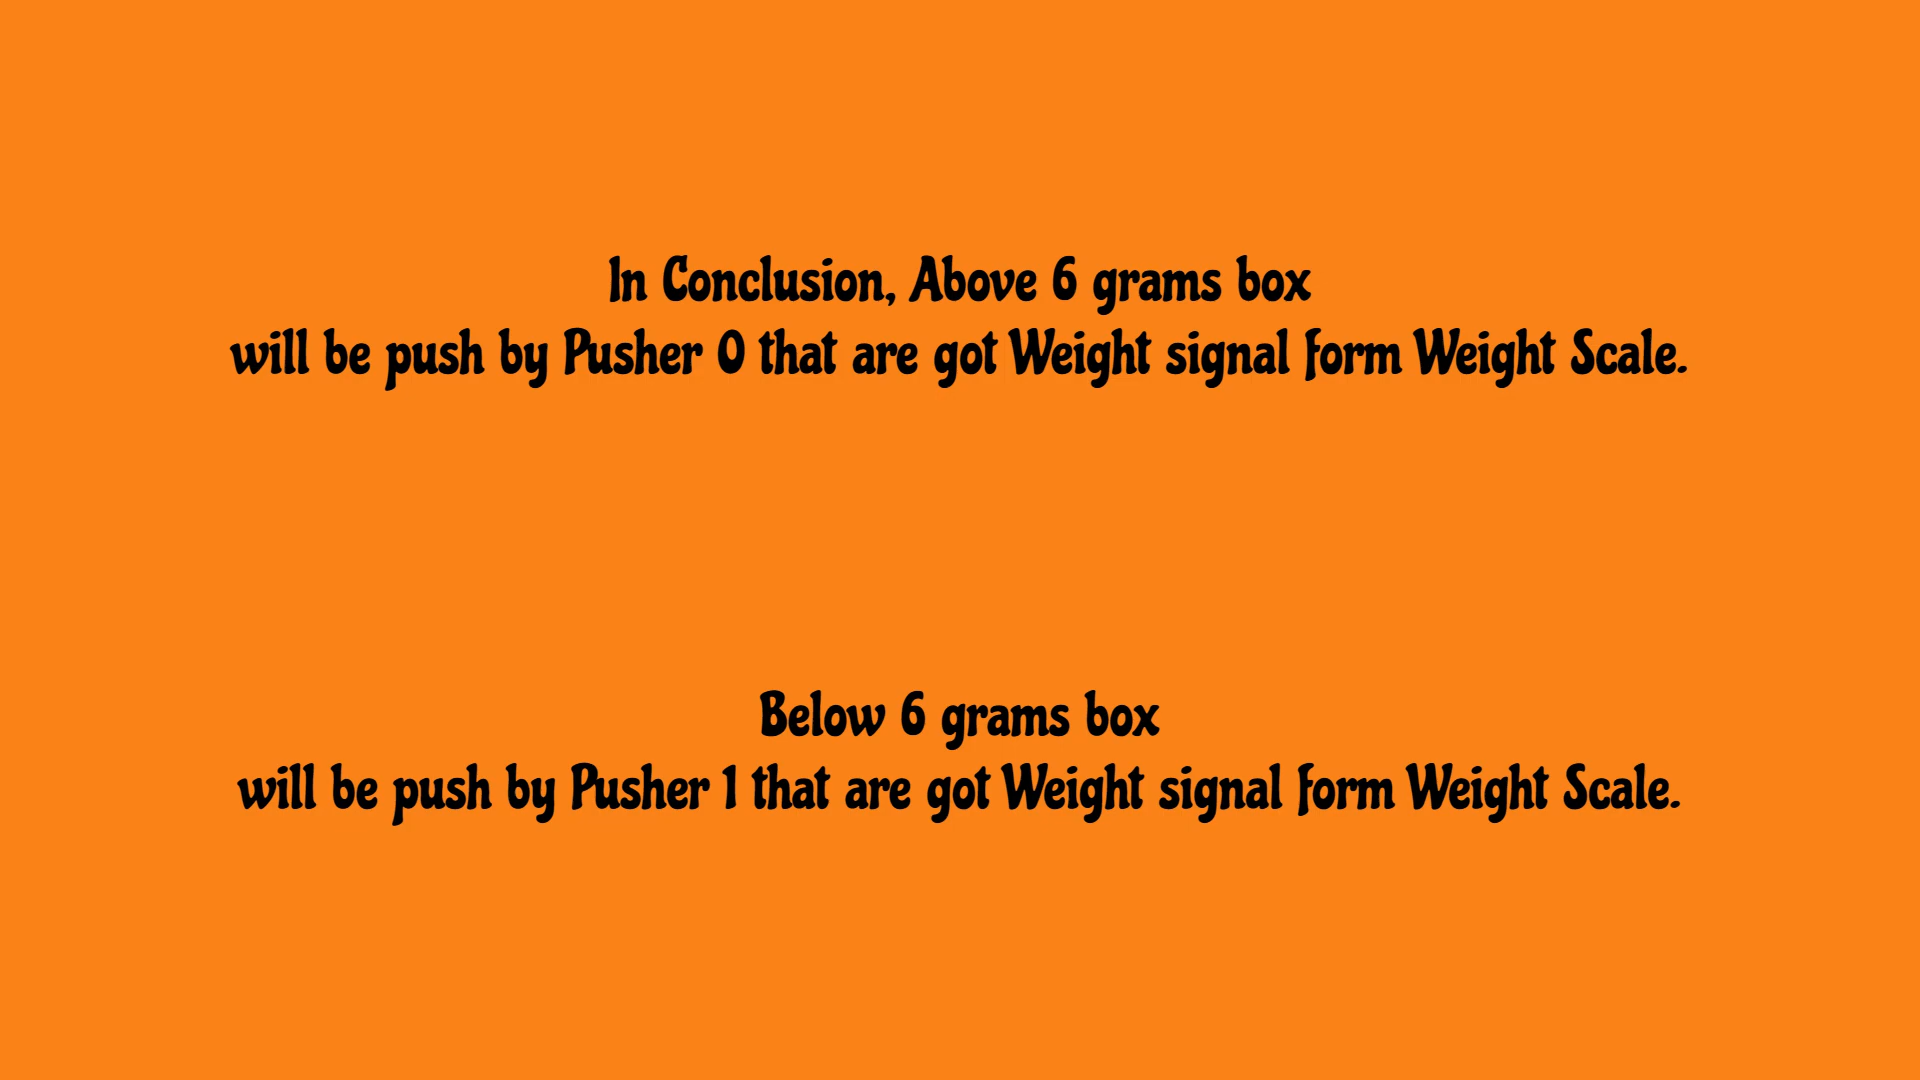 In Conclusion, Above 6 grams box
will be push by Pusher 0 that are got Weight signal form Weight Scale.
Below 6 grams box
will be push by Pusher 1 that are got Weight signal form Weight Scale.